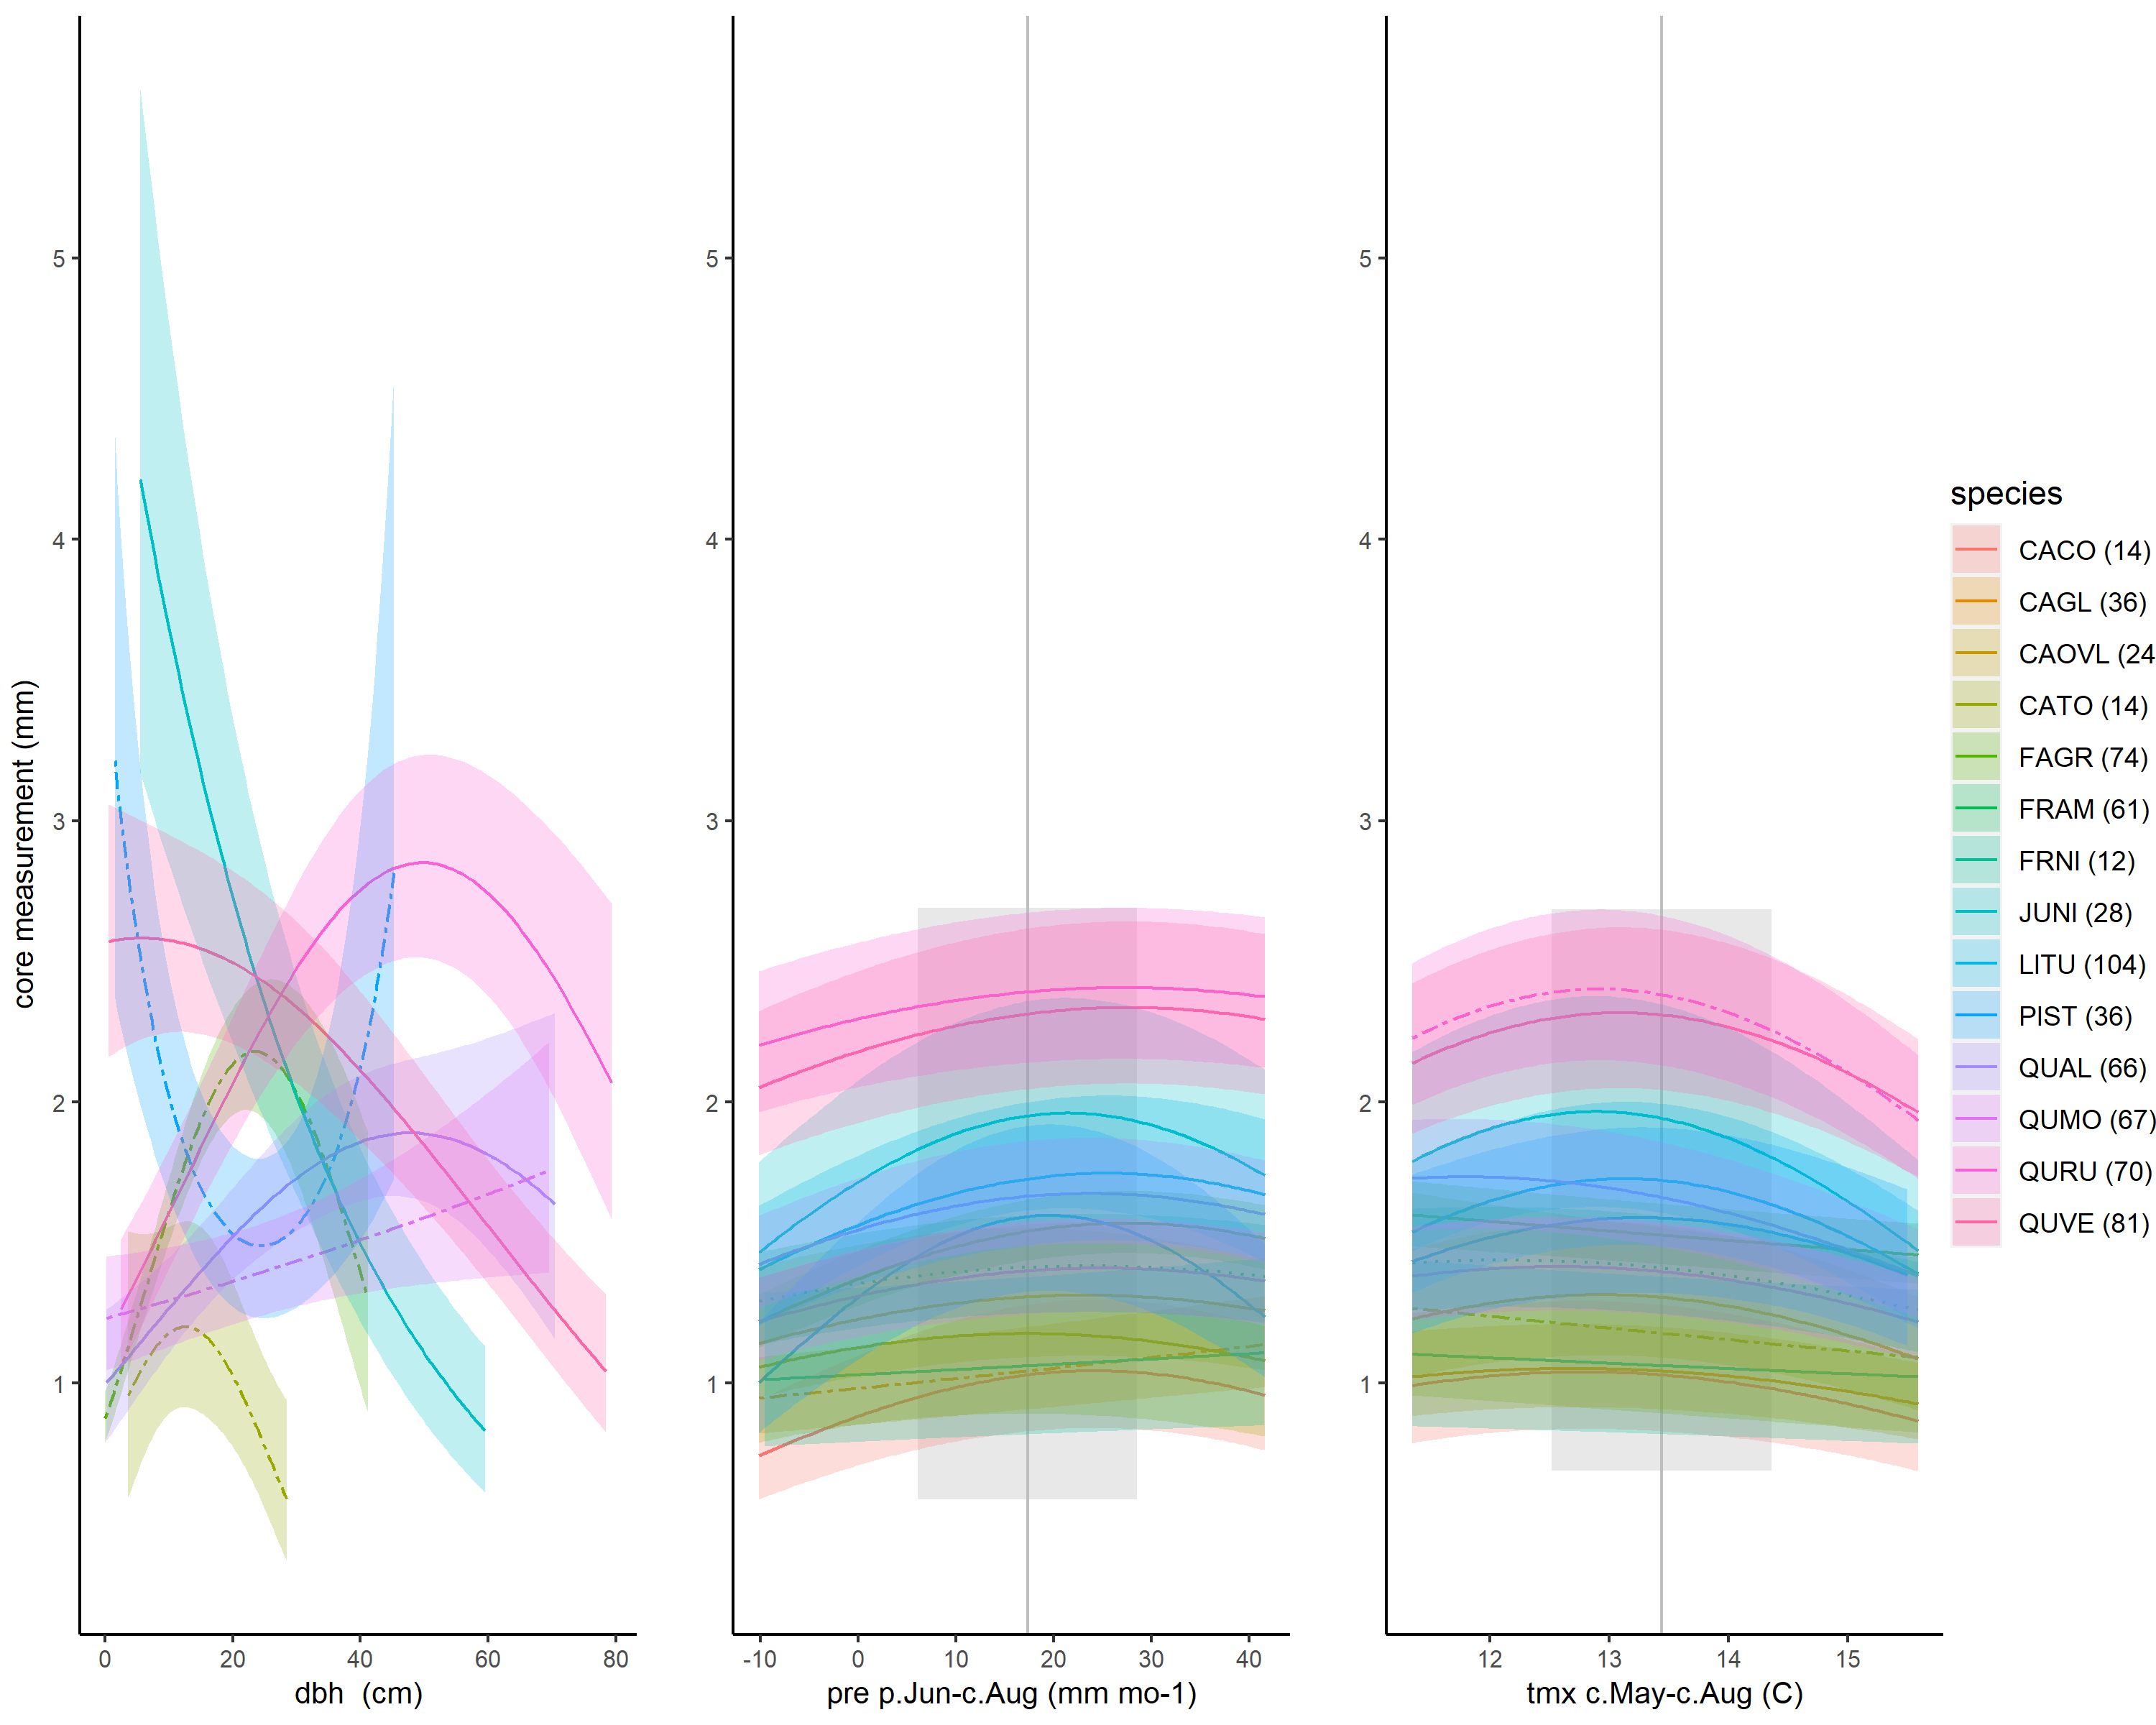 core measurement (mm)
5
4
3
2
1
0 20 40 60 80
dbh (cm)
5
4
3
2
1
-10 0 10 20 30 40
pre p.Jun-c.Aug (mm mo-1)
5
4
3
2
1
12 13 14 15
tmx c.May-c.Aug (C)
species
CACO (14)
CAGL (36)
CAOVL (24
CATO (14)
FAGR (74)
FRAM (61)
FRNI (12)
JUNI (28)
LITU (104)
PIST (36)
QUAL (66)
QUMO (67)
QURU (70)
QUVE (81)